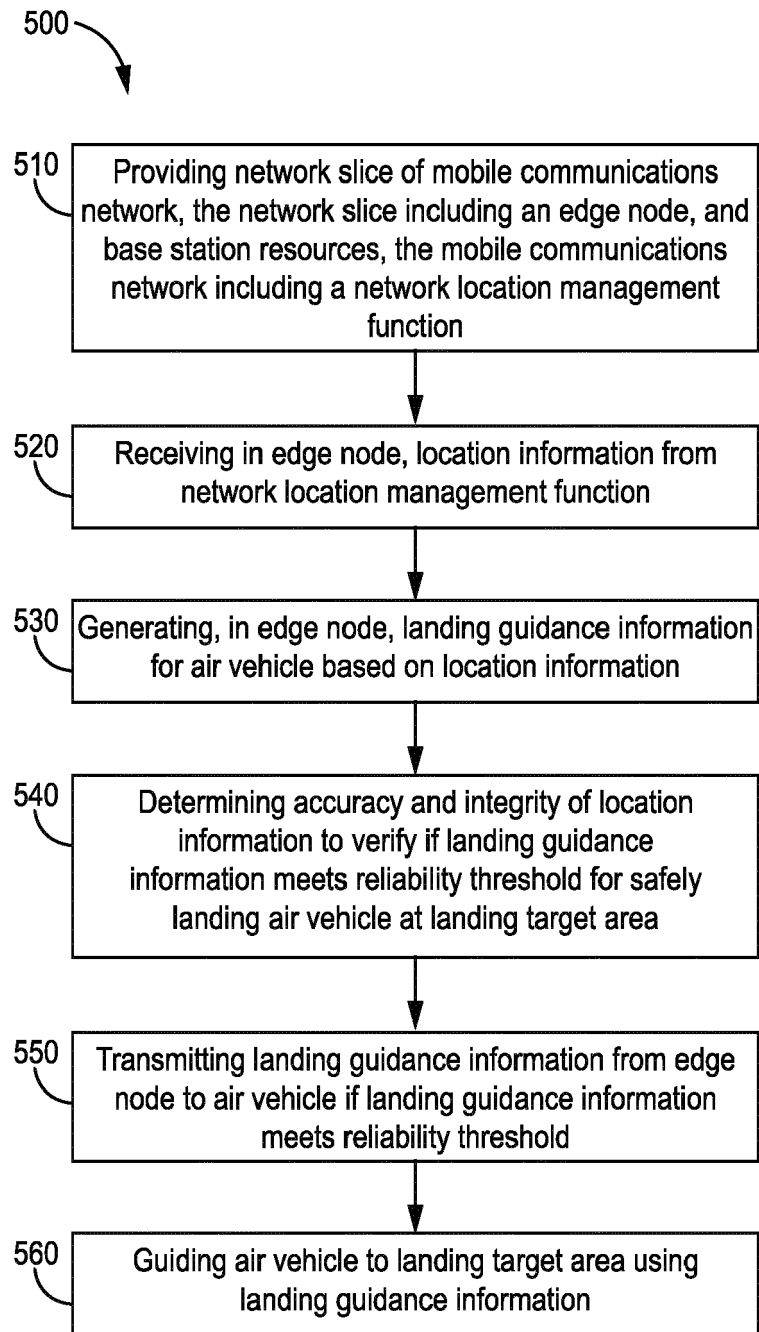 500
510
Providing network slice of mobile communications
network, the network slice including an edge node, and
base station resources, the mobile communications
network including a network location management
function
520
Receiving in edge node, location information from
network location management function
530
Generating, in edge node, landing guidance information
for air vehicle based on location information
540
Determining accuracy and integrity of location
information to verify if landing guidance
information meets reliability threshold for safely
landing air vehicle at landing target area
550
Transmitting landing guidance information from edge
node to air vehicle if landing guidance information
meets reliability threshold
560
Guiding air vehicle to landing target area using
landing guidance information